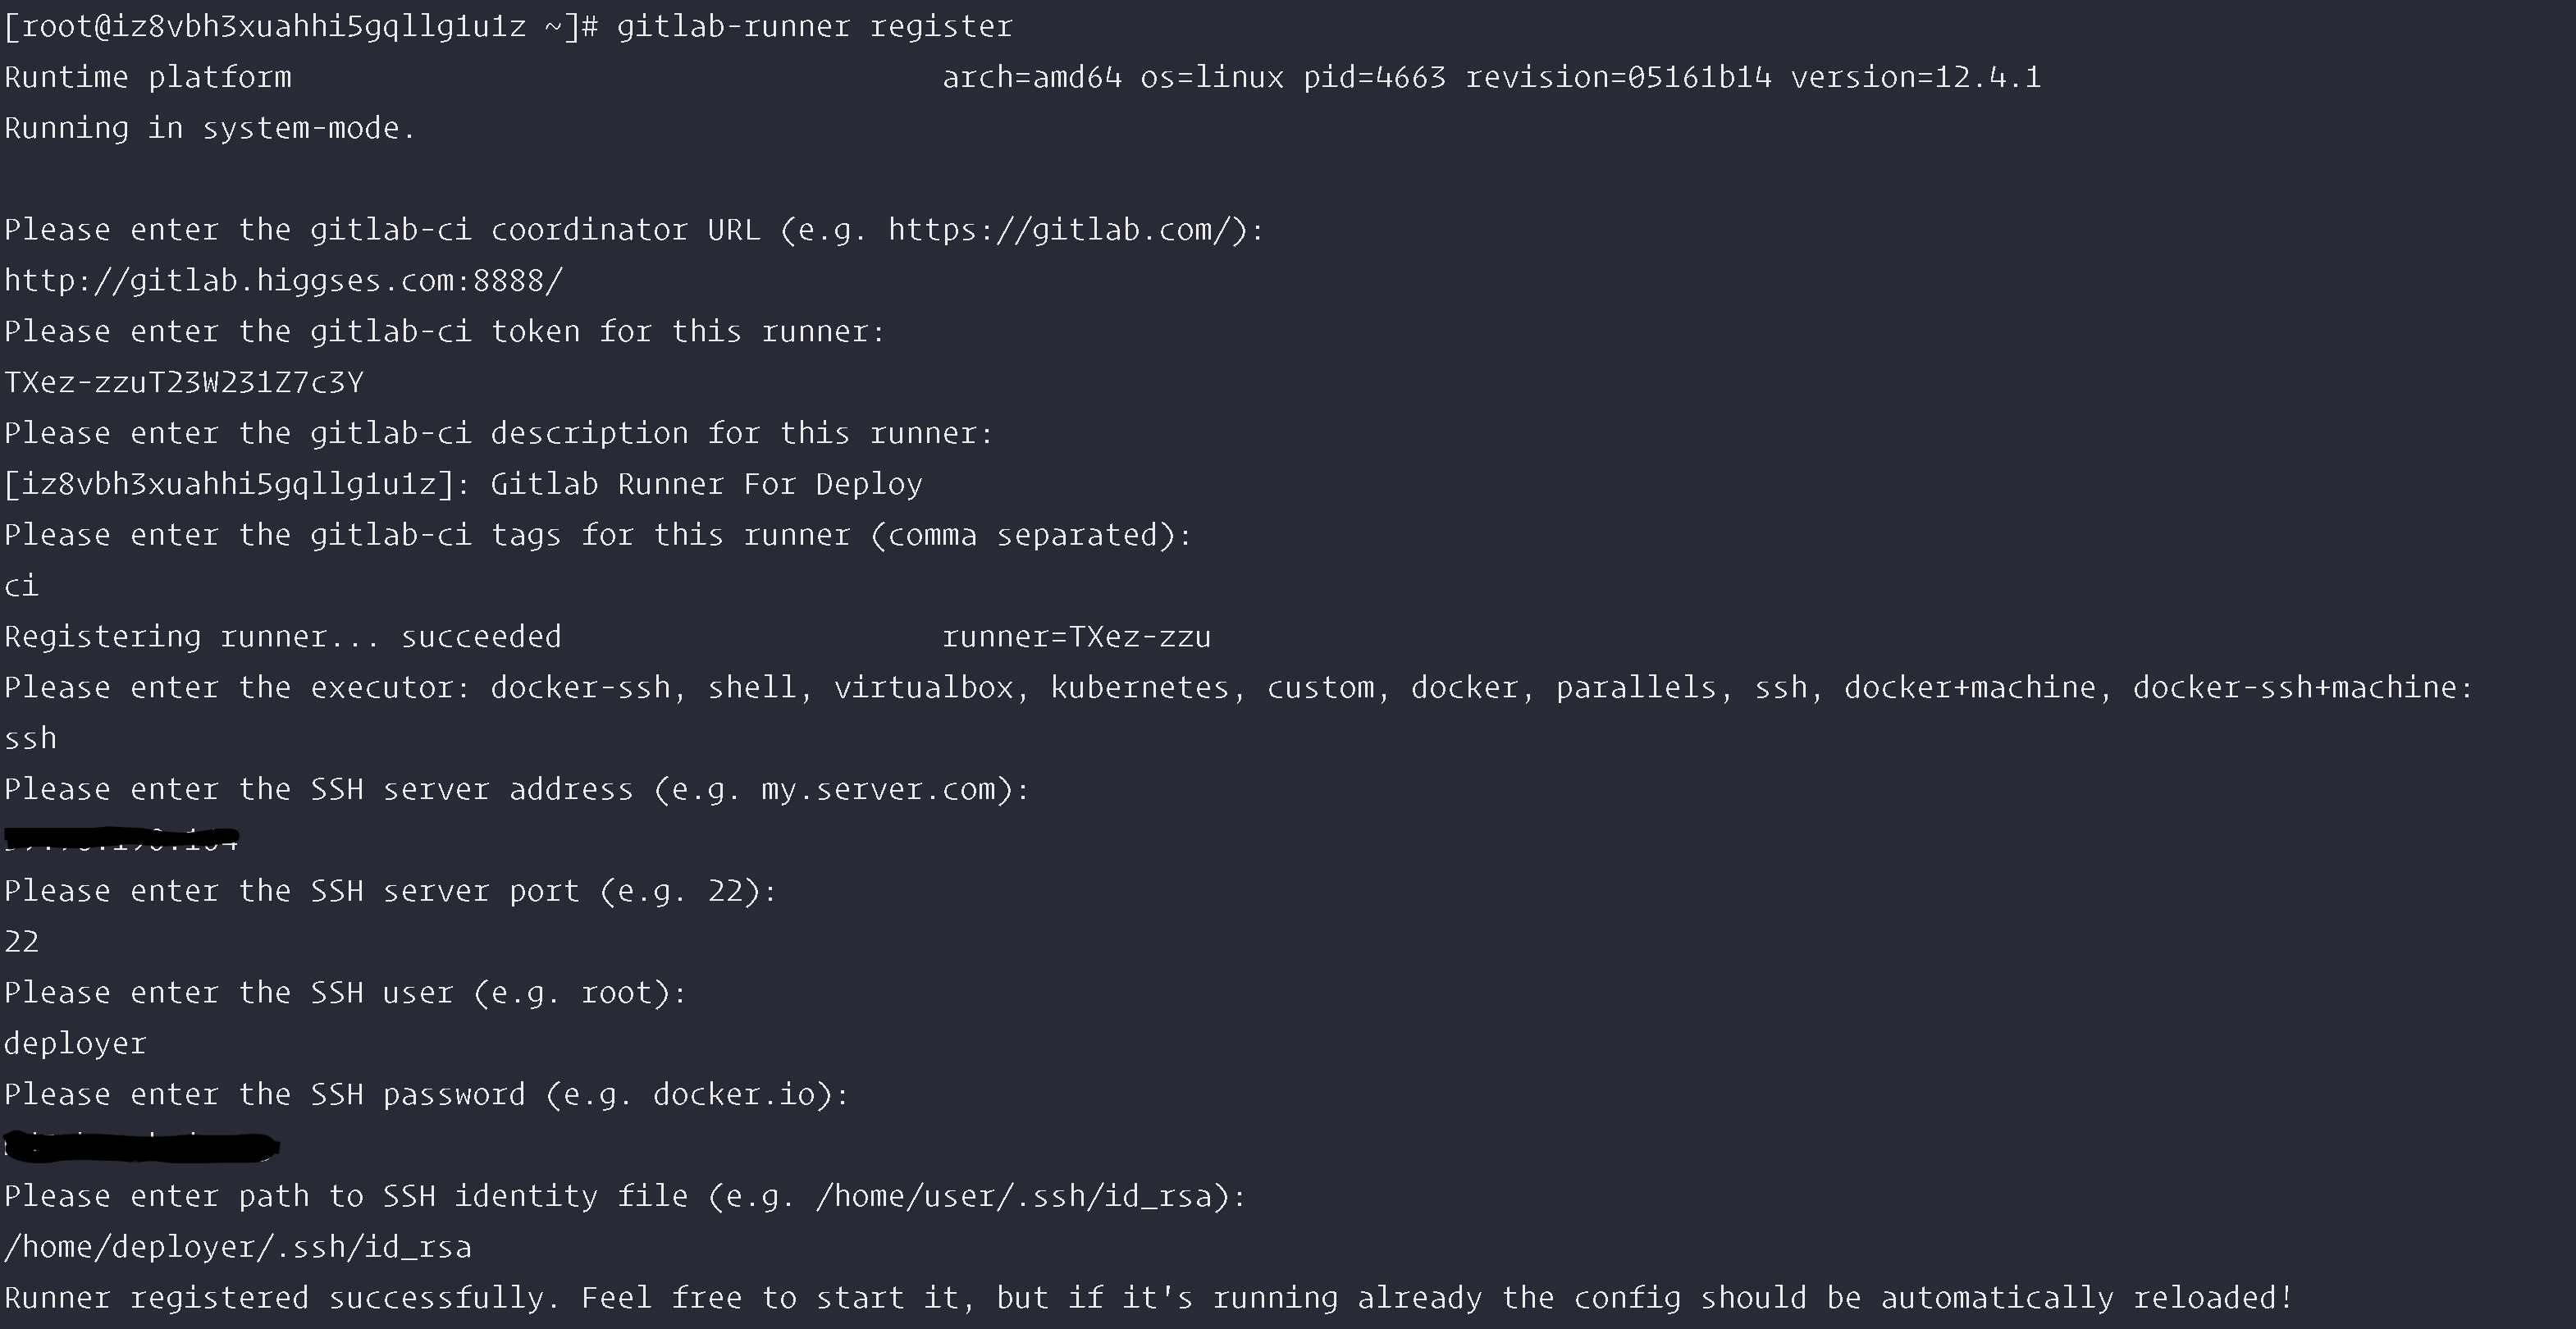 [root@iz8vbh3xuahhi5gqllg1u1z ~]# gitlab-runner register
Runtime platform arch=amd64 os=linux pid=4663 revision=05161b14 version=12.4.1
Running in system-mode.
Please enter the gitlab-ci coordinator URL (e.g. https://gitlab.com/):
http://gitlab.higgses.com:8888/
Please enter the gitlab-ci token for this runner:
TXez-zzuT23W231Z7c3Y
Please enter the gitlab-ci description for this runner:
[iz8vbh3xuahhi5gqllg1u1z]: Gitlab Runner For Deploy
Please enter the gitlab-ci tags for this runner (comma separated):
ci
Registering runner... succeeded runner=TXez-zzu
Please enter the executor: docker-ssh, shell, virtualbox, kubernetes, custom, docker, parallels, ssh, docker+machine, docker-ssh+machine:
ssh
Please enter the SSH server address (e.g. my.server.com):
Please enter the SSH server port (e.g. 22):
22
Please enter the SSH user (e.g. root):
deployer
Please enter the SSH password (e.g. docker.io):
Please enter path to SSH identity file (e.g. /home/user/.ssh/id_rsa):
/home/deployer/.ssh/id_rsa
Runner registered successfully. Feel free to start it, but if it's running already the config should be automatically reloaded!